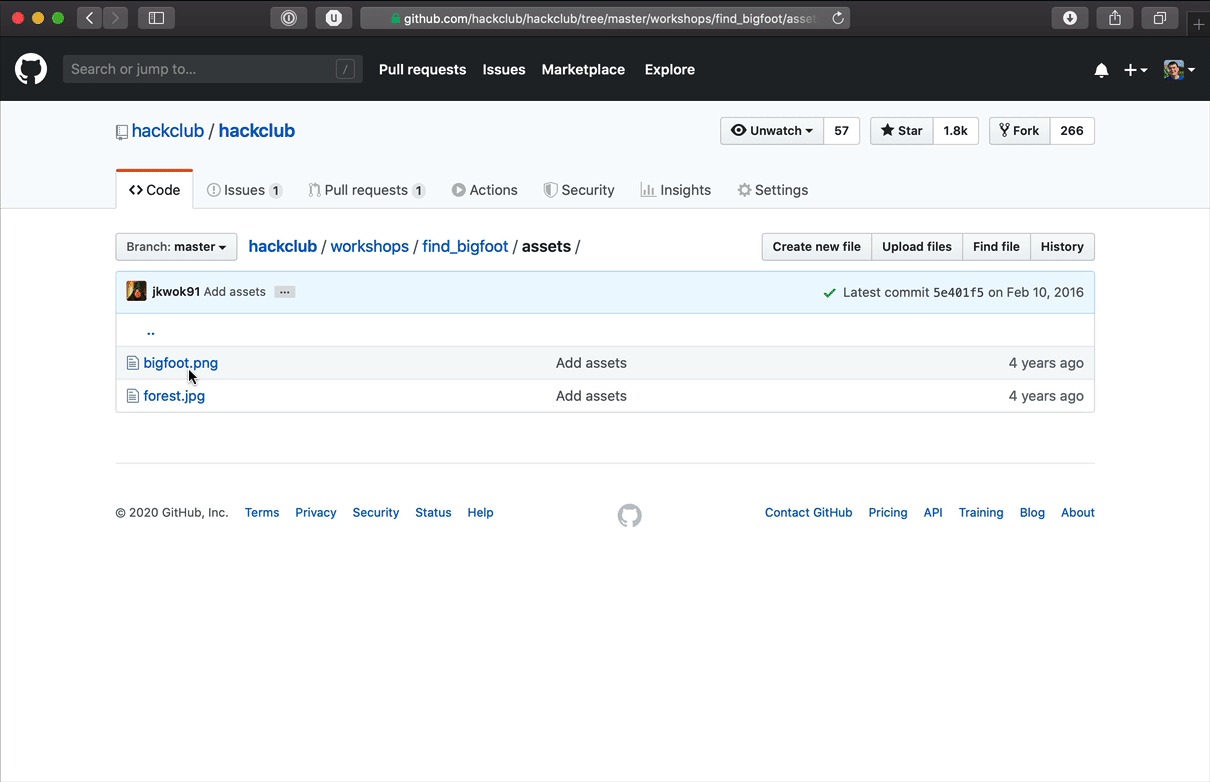 github.com/hackclub/hackclub/tree/master/workshops/find_bigfoot/asset
Search or jump to... /
Pull requests Issues Marketplace Explore
hackclub / hackclub
Unwatch 57 Star 1.8k Fork 266
Code Issues 1 Pull requests 1 Actions Security Insights Settings
Branch: master hackclub / workshops / find_bigfoot / assets /
Create new file Upload files Find file History
jkwok91 Add assets ... Latest commit 5e401f5 on Feb 10, 2016
..
bigfoot.png Add assets 4 years ago
forest.jpg Add assets 4 years ago
© 2020 GitHub, Inc. Terms Privacy Security Status Help
Contact GitHub Pricing API Training Blog About